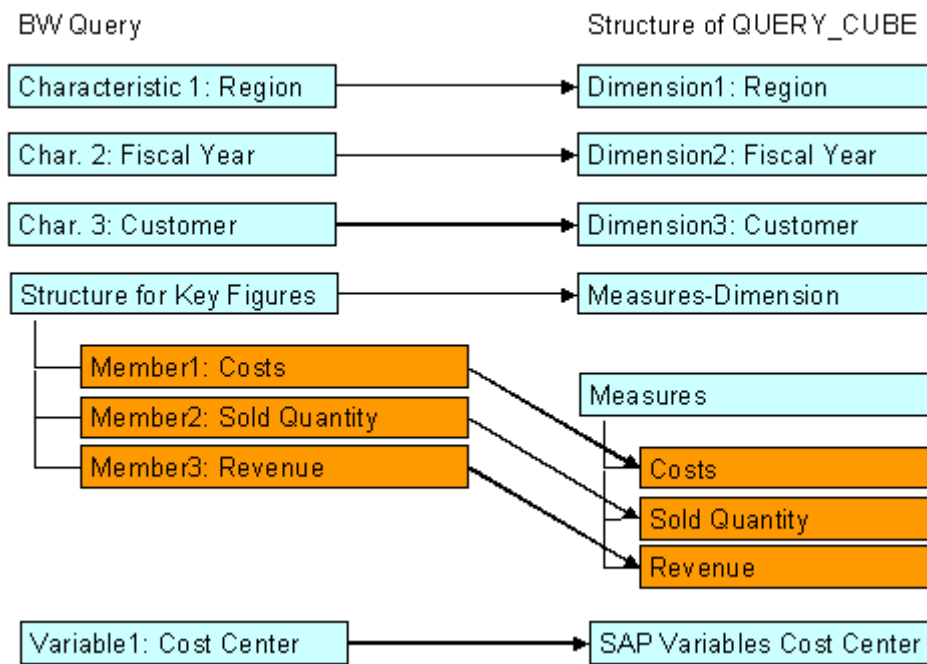 BW Query
Structure of QUERY_CUBE
Characteristic 1: Region
Dimension1: Region
Char. 2: Fiscal Year
Dimension2: Fiscal Year
Char. 3: Customer
Dimension3: Customer
Structure for Key Figures
Measures-Dimension
Member1: Costs
Member2: Sold Quantity
Member3: Revenue
Measures
Costs
Sold Quantity
Revenue
Variable1: Cost Center
SAP Variables Cost Center